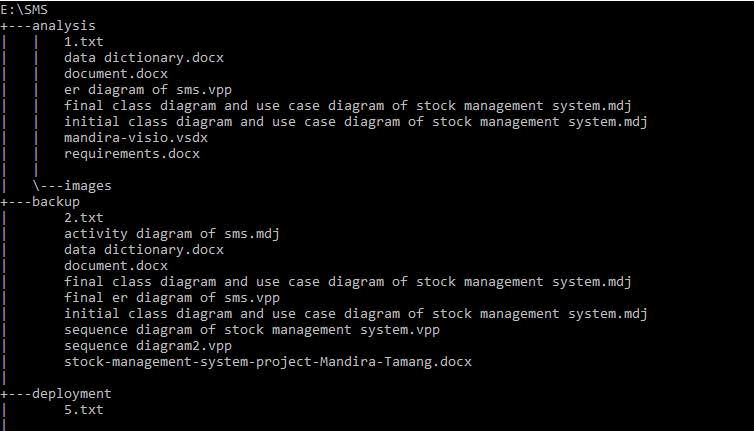 E:\SMS
+---analysis
|   |   1.txt
|   |   data dictionary.docx
|   |   document.docx
|   |   er diagram of sms.vpp
|   |   final class diagram and use case diagram of stock management system.mdj
|   |   initial class diagram and use case diagram of stock management system.mdj
|   |   mandira-visio.vsdx
|   |   requirements.docx
|   |
|   \---images
+---backup
|       2.txt
|       activity diagram of sms.mdj
|       data dictionary.docx
|       document.docx
|       final class diagram and use case diagram of stock management system.mdj
|       final er diagram of sms.vpp
|       initial class diagram and use case diagram of stock management system.mdj
|       sequence diagram of stock management system.vpp
|       sequence diagram2.vpp
|       stock-management-system-project-Mandira-Tamang.docx
|
+---deployment
|       5.txt
|